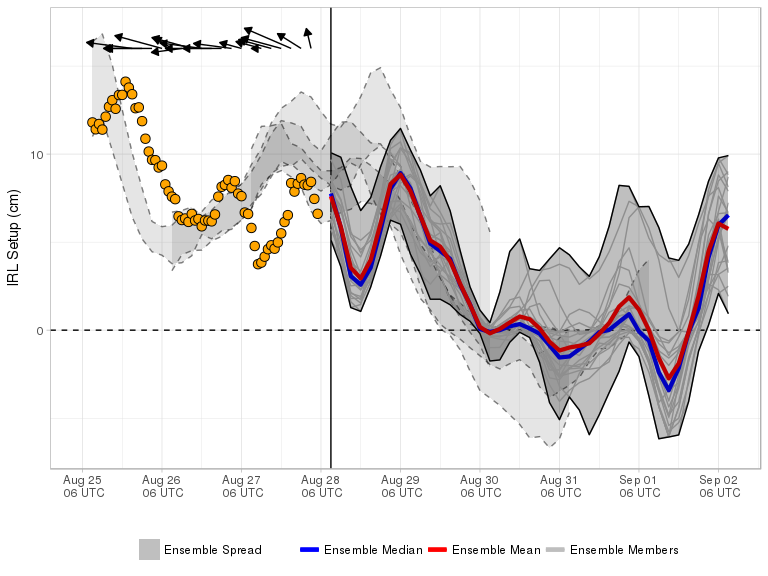 IRL Setup (cm)
10
0
Aug 25 Aug 26 Aug 27 Aug 28 Aug 29 Aug 30 Aug 31 Sep 01 Sep 02
06 UTC 06 UTC 06 UTC 06 UTC 06 UTC 06 UTC 06 UTC 06 UTC 06 UTC
Ensemble Spread Ensemble Median Ensemble Mean Ensemble Members